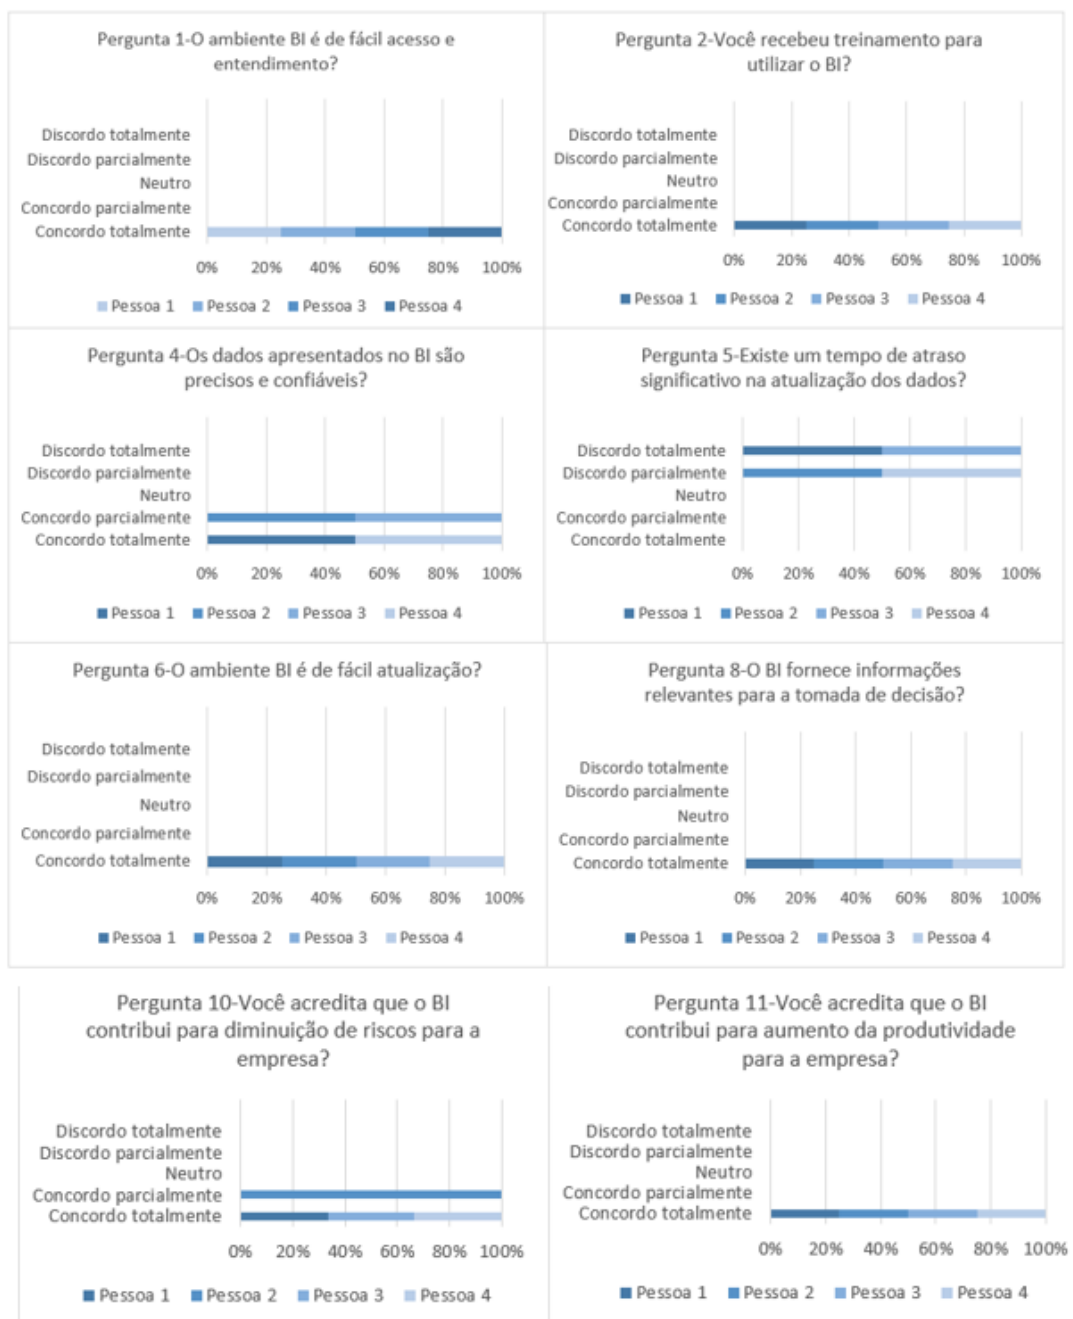 Pergunta 1-O ambiente BI é de fácil acesso e
entendimento?
Discordo totalmente
Discordo parcialmente
Neutro
Concordo parcialmente
Concordo totalmente
0% 20% 40% 60% 80% 100%
Pessoa 1 Pessoa 2 Pessoa 3 Pessoa 4
Pergunta 2-Você recebeu treinamento para
utilizar o BI?
Discordo totalmente
Discordo parcialmente
Neutro
Concordo parcialmente
Concordo totalmente
0% 20% 40% 60% 80% 100%
Pessoa 1 Pessoa 2 Pessoa 3 Pessoa 4
Pergunta 4-Os dados apresentados no BI são
precisos e confiáveis?
Discordo totalmente
Discordo parcialmente
Neutro
Concordo parcialmente
Concordo totalmente
0% 20% 40% 60% 80% 100%
Pessoa 1 Pessoa 2 Pessoa 3 Pessoa 4
Pergunta 5-Existe um tempo de atraso
significativo na atualização dos dados?
Discordo totalmente
Discordo parcialmente
Neutro
Concordo parcialmente
Concordo totalmente
0% 20% 40% 60% 80% 100%
Pessoa 1 Pessoa 2 Pessoa 3 Pessoa 4
Pergunta 6-O ambiente BI é de fácil atualização?
Discordo totalmente
Discordo parcialmente
Neutro
Concordo parcialmente
Concordo totalmente
0% 20% 40% 60% 80% 100%
Pessoa 1 Pessoa 2 Pessoa 3 Pessoa 4
Pergunta 8-O BI fornece informações
relevantes para a tomada de decisão?
Discordo totalmente
Discordo parcialmente
Neutro
Concordo parcialmente
Concordo totalmente
0% 20% 40% 60% 80% 100%
Pessoa 1 Pessoa 2 Pessoa 3 Pessoa 4
Pergunta 10-Você acredita que o BI
contribui para diminuição de riscos para a
empresa?
Discordo totalmente
Discordo parcialmente
Neutro
Concordo parcialmente
Concordo totalmente
0% 20% 40% 60% 80% 100%
Pessoa 1 Pessoa 2 Pessoa 3 Pessoa 4
Pergunta 11-Você acredita que o BI
contribui para aumento da produtividade
para a empresa?
Discordo totalmente
Discordo parcialmente
Neutro
Concordo parcialmente
Concordo totalmente
0% 20% 40% 60% 80% 100%
Pessoa 1 Pessoa 2 Pessoa 3 Pessoa 4